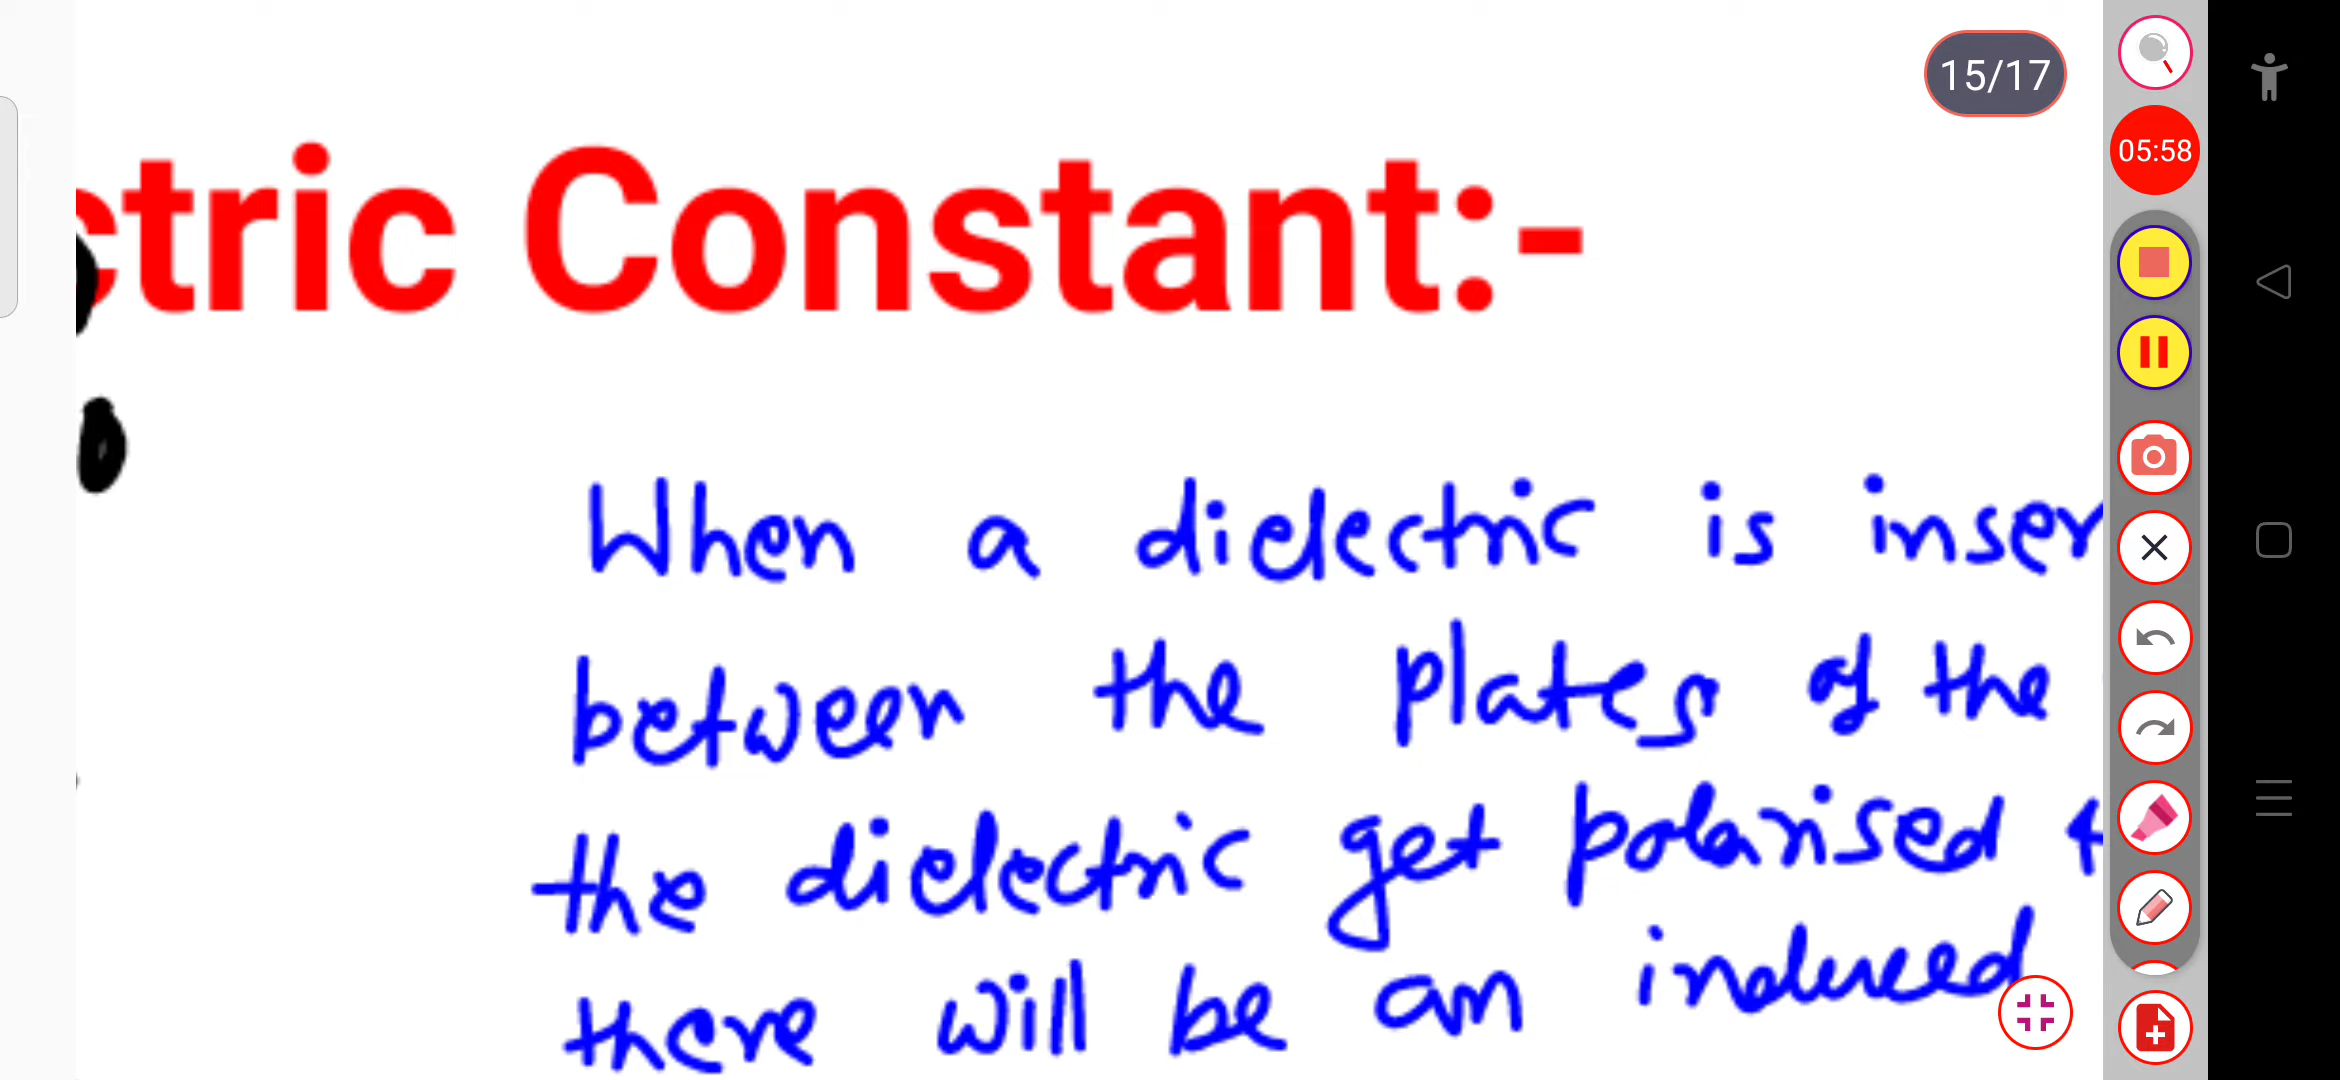 15/17
05:58
ctric Constant:-
When a dielectric is inser
between the plates of the
the dielectric get polarised
there will be an induced